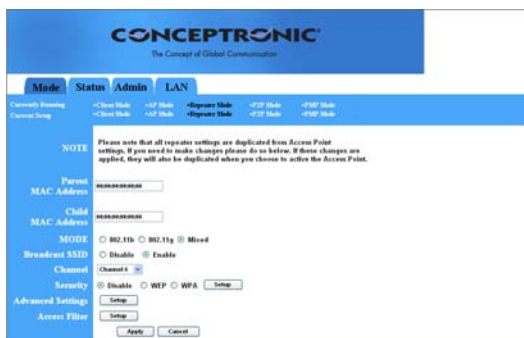 CONCEPTRONIC
The Concept of Global Communication
Mode Status Admin LAN
Currently Running •Client Mode •AP Mode •Repeater Mode •P2P Mode •PMP Mode
Current Setup •Client Mode •AP Mode •Repeater Mode •P2P Mode •PMP Mode
NOTE Please note that all repeater settings are duplicated from Access Point
settings. If you need to make changes please do so below. If these changes are
applied, they will also be duplicated when you choose to active the Access Point.
Parent
MAC Address 00:00:00:00:00:00
Child
MAC Address 00:00:00:00:00:00
MODE 802.11b 802.11g Mixed
Broadcast SSID Disable Enable
Channel Channel 6
Security Disable WEP WPA Setup
Advanced Settings Setup
Access Filter Setup
Apply Cancel